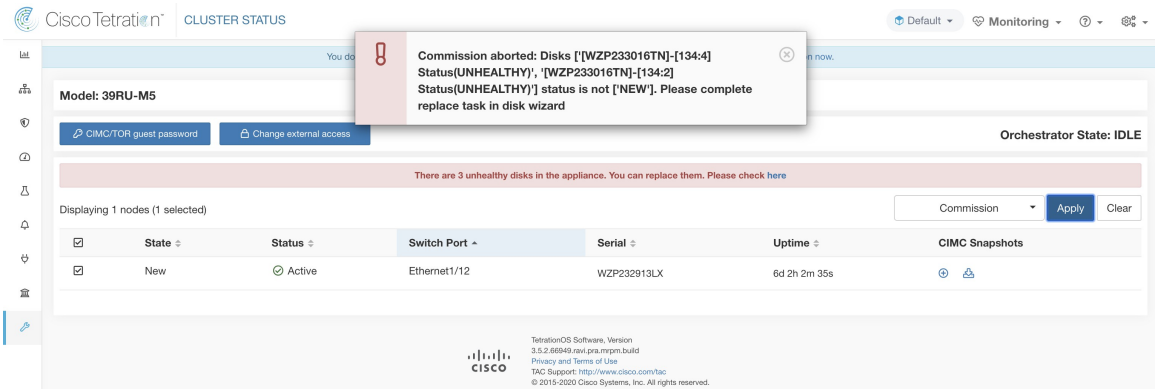 Cisco Tetration™ CLUSTER STATUS Default Monitoring
You do
n now.
Commission aborted: Disks ['[WZP233016TN]-[134:4]
Status(UNHEALTHY)', '[WZP233016TN]-[134:2]
Status(UNHEALTHY)'] status is not ['NEW']. Please complete
replace task in disk wizard
Model: 39RU-M5
CIMC/TOR guest password Change external access Orchestrator State: IDLE
There are 3 unhealthy disks in the appliance. You can replace them. Please check here
Displaying 1 nodes (1 selected) Commission Apply Clear
State Status Switch Port Serial Uptime CIMC Snapshots
New Active Ethernet1/12 WZP232913LX 6d 2h 2m 35s
CISCO
TetrationOS Software, Version
3.5.2.66949.ravi.pra.mrpm.build
Privacy and Terms of Use
TAC Support: http://www.cisco.com/tac
© 2015-2020 Cisco Systems, Inc. All rights reserved.